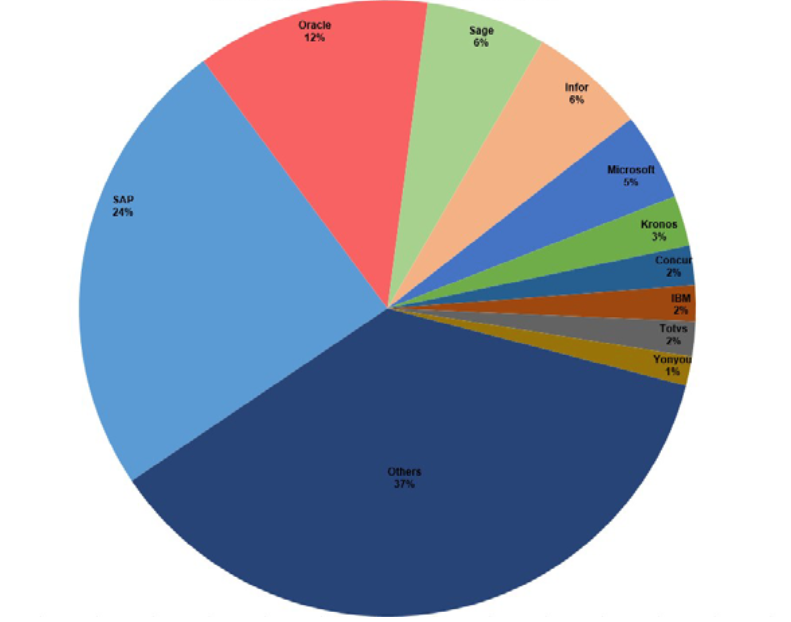 Oracle
12%
Sage
6%
Infor
6%
Microsoft
5%
SAP
24%
Kronos
3%
Concur
2%
IBM
2%
Totvs
2%
Yonyou
1%
Others
37%